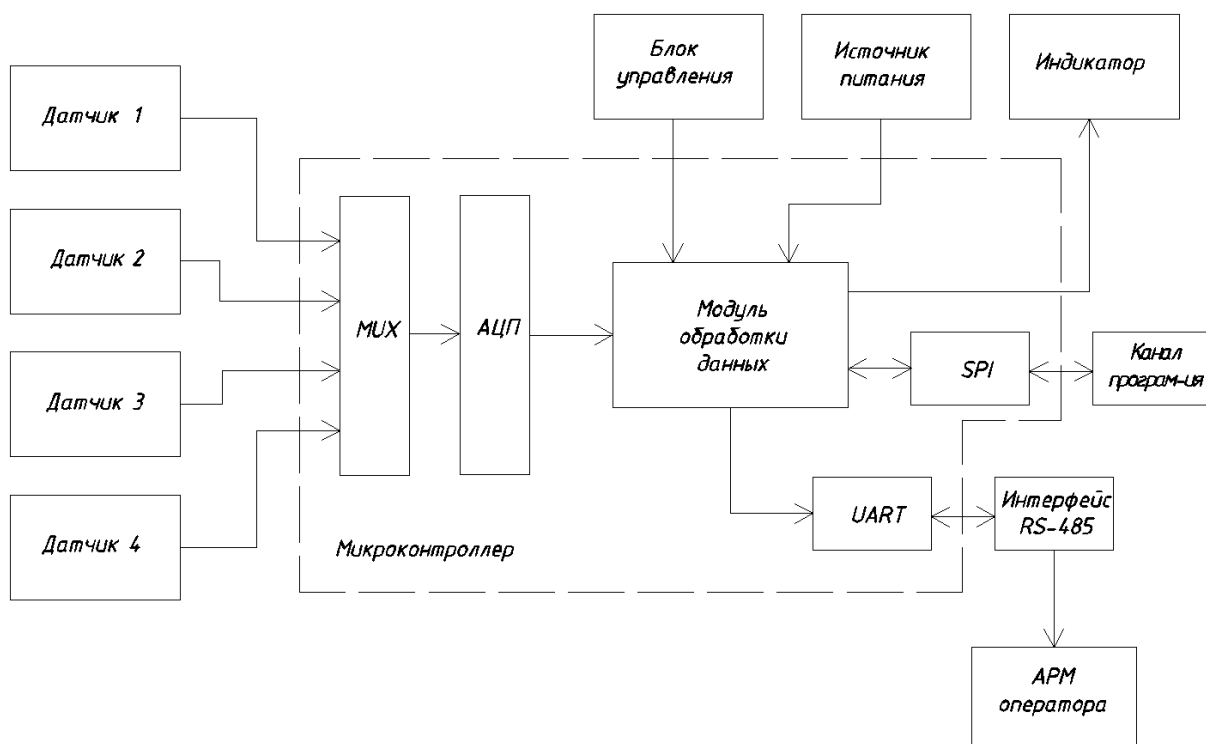 Блок
управления
Источник
питания
Индикатор
Датчик 1
Датчик 2
Датчик 3
Датчик 4
MUX
АЦП
Модуль
обработки
данных
SPI
Канал
програм-ия
UART
Интерфейс
RS-485
Микроконтроллер
АРМ
оператора